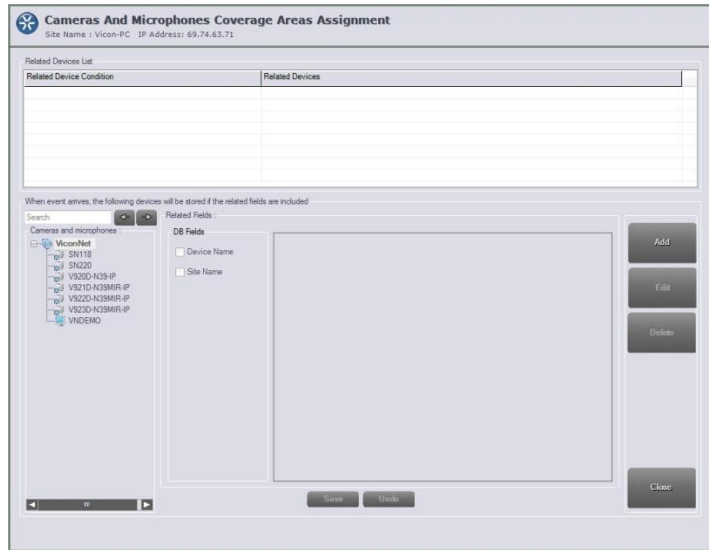 Cameras And Microphones Coverage Areas Assignment
Site Name : Vicon-PC IP Address: 69.74.63.71
Related Devices List
Related Device Condition Related Devices
When event arrives, the following devices will be stored if the related fields are included
Search
Related Fields :
Cameras and microphones :
DB Fields
ViconNet
SN118
SN220
V920D-N39-IP
V921D-N39MIR-IP
V922D-N39MIR-IP
V923D-N39MIR-IP
VNDEMO
Device Name
Site Name
Add
Edit
Delete
Close
Save Undo